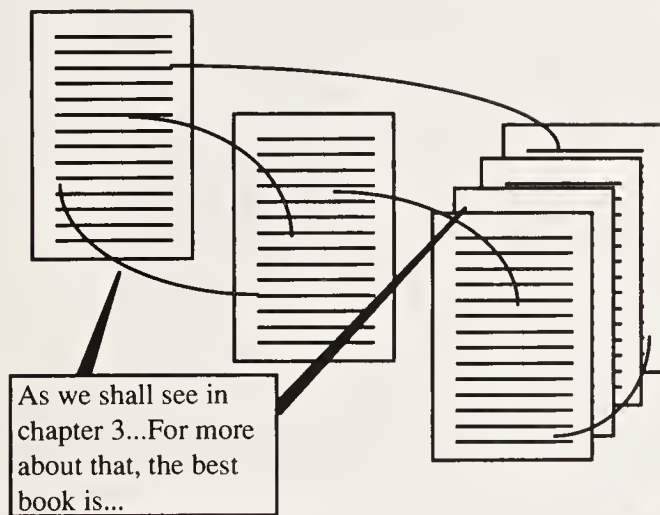 As we shall see in
chapter 3...For more
about that, the best
book is...